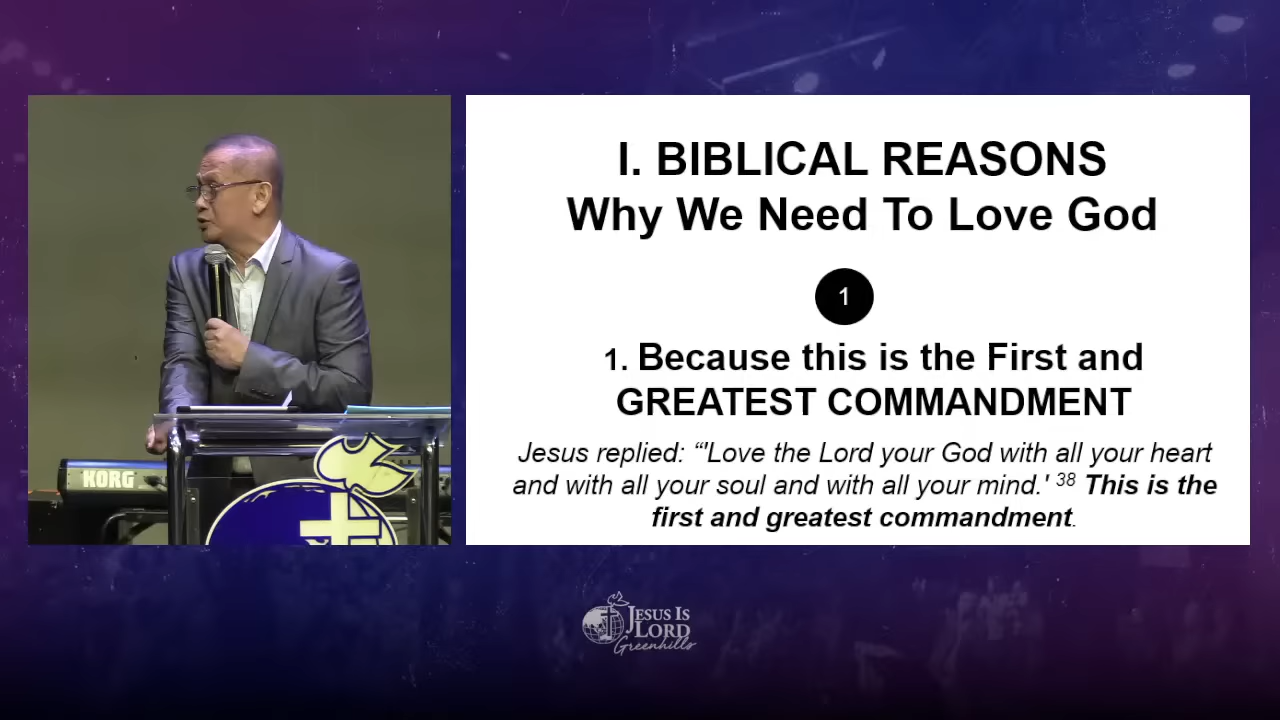 I. BIBLICAL REASONS
Why We Need To Love God
1
1. Because this is the First and
GREATEST COMMANDMENT
Jesus replied: “'Love the Lord your God with all your heart
and with all your soul and with all your mind.' 38 This is the
first and greatest commandment.
KORG
JESUS IS
LORD
Greenhills